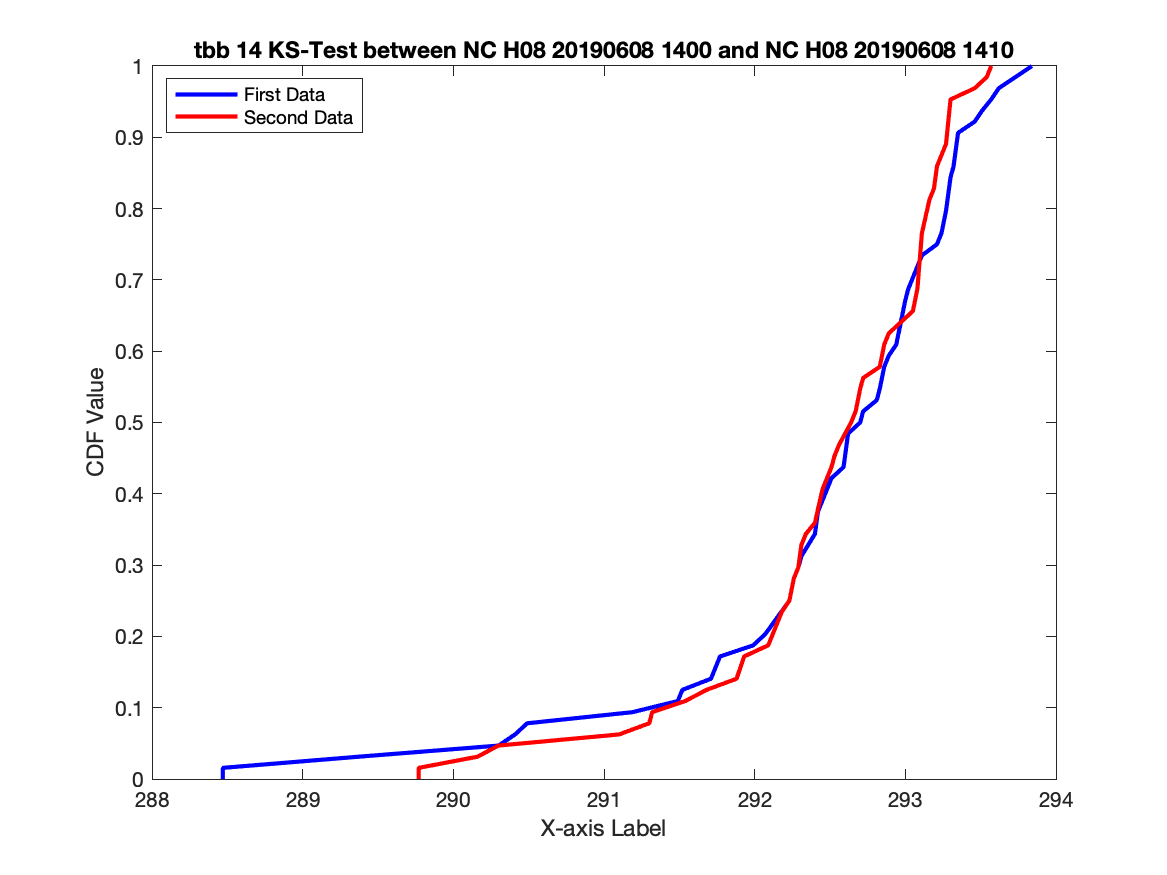 tbb 14 KS-Test between NC H08 20190608 1400 and NC H08 20190608 1410
First Data
Second Data
1
0.9
0.8
0.7
0.6
0.5
0.4
0.3
0.2
0.1
0
CDF Value
288 289 290 291 292 293 294
X-axis Label